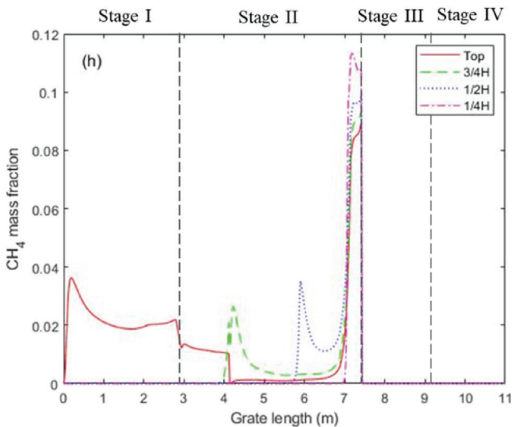 Stage I Stage II Stage III Stage IV
0.12
(h)
Top
3/4H
1/2H
1/4H
0.1
0.08
0.06
0.04
0.02
0
CH4 mass fraction
0 1 2 3 4 5 6 7 8 9 10 11
Grate length (m)